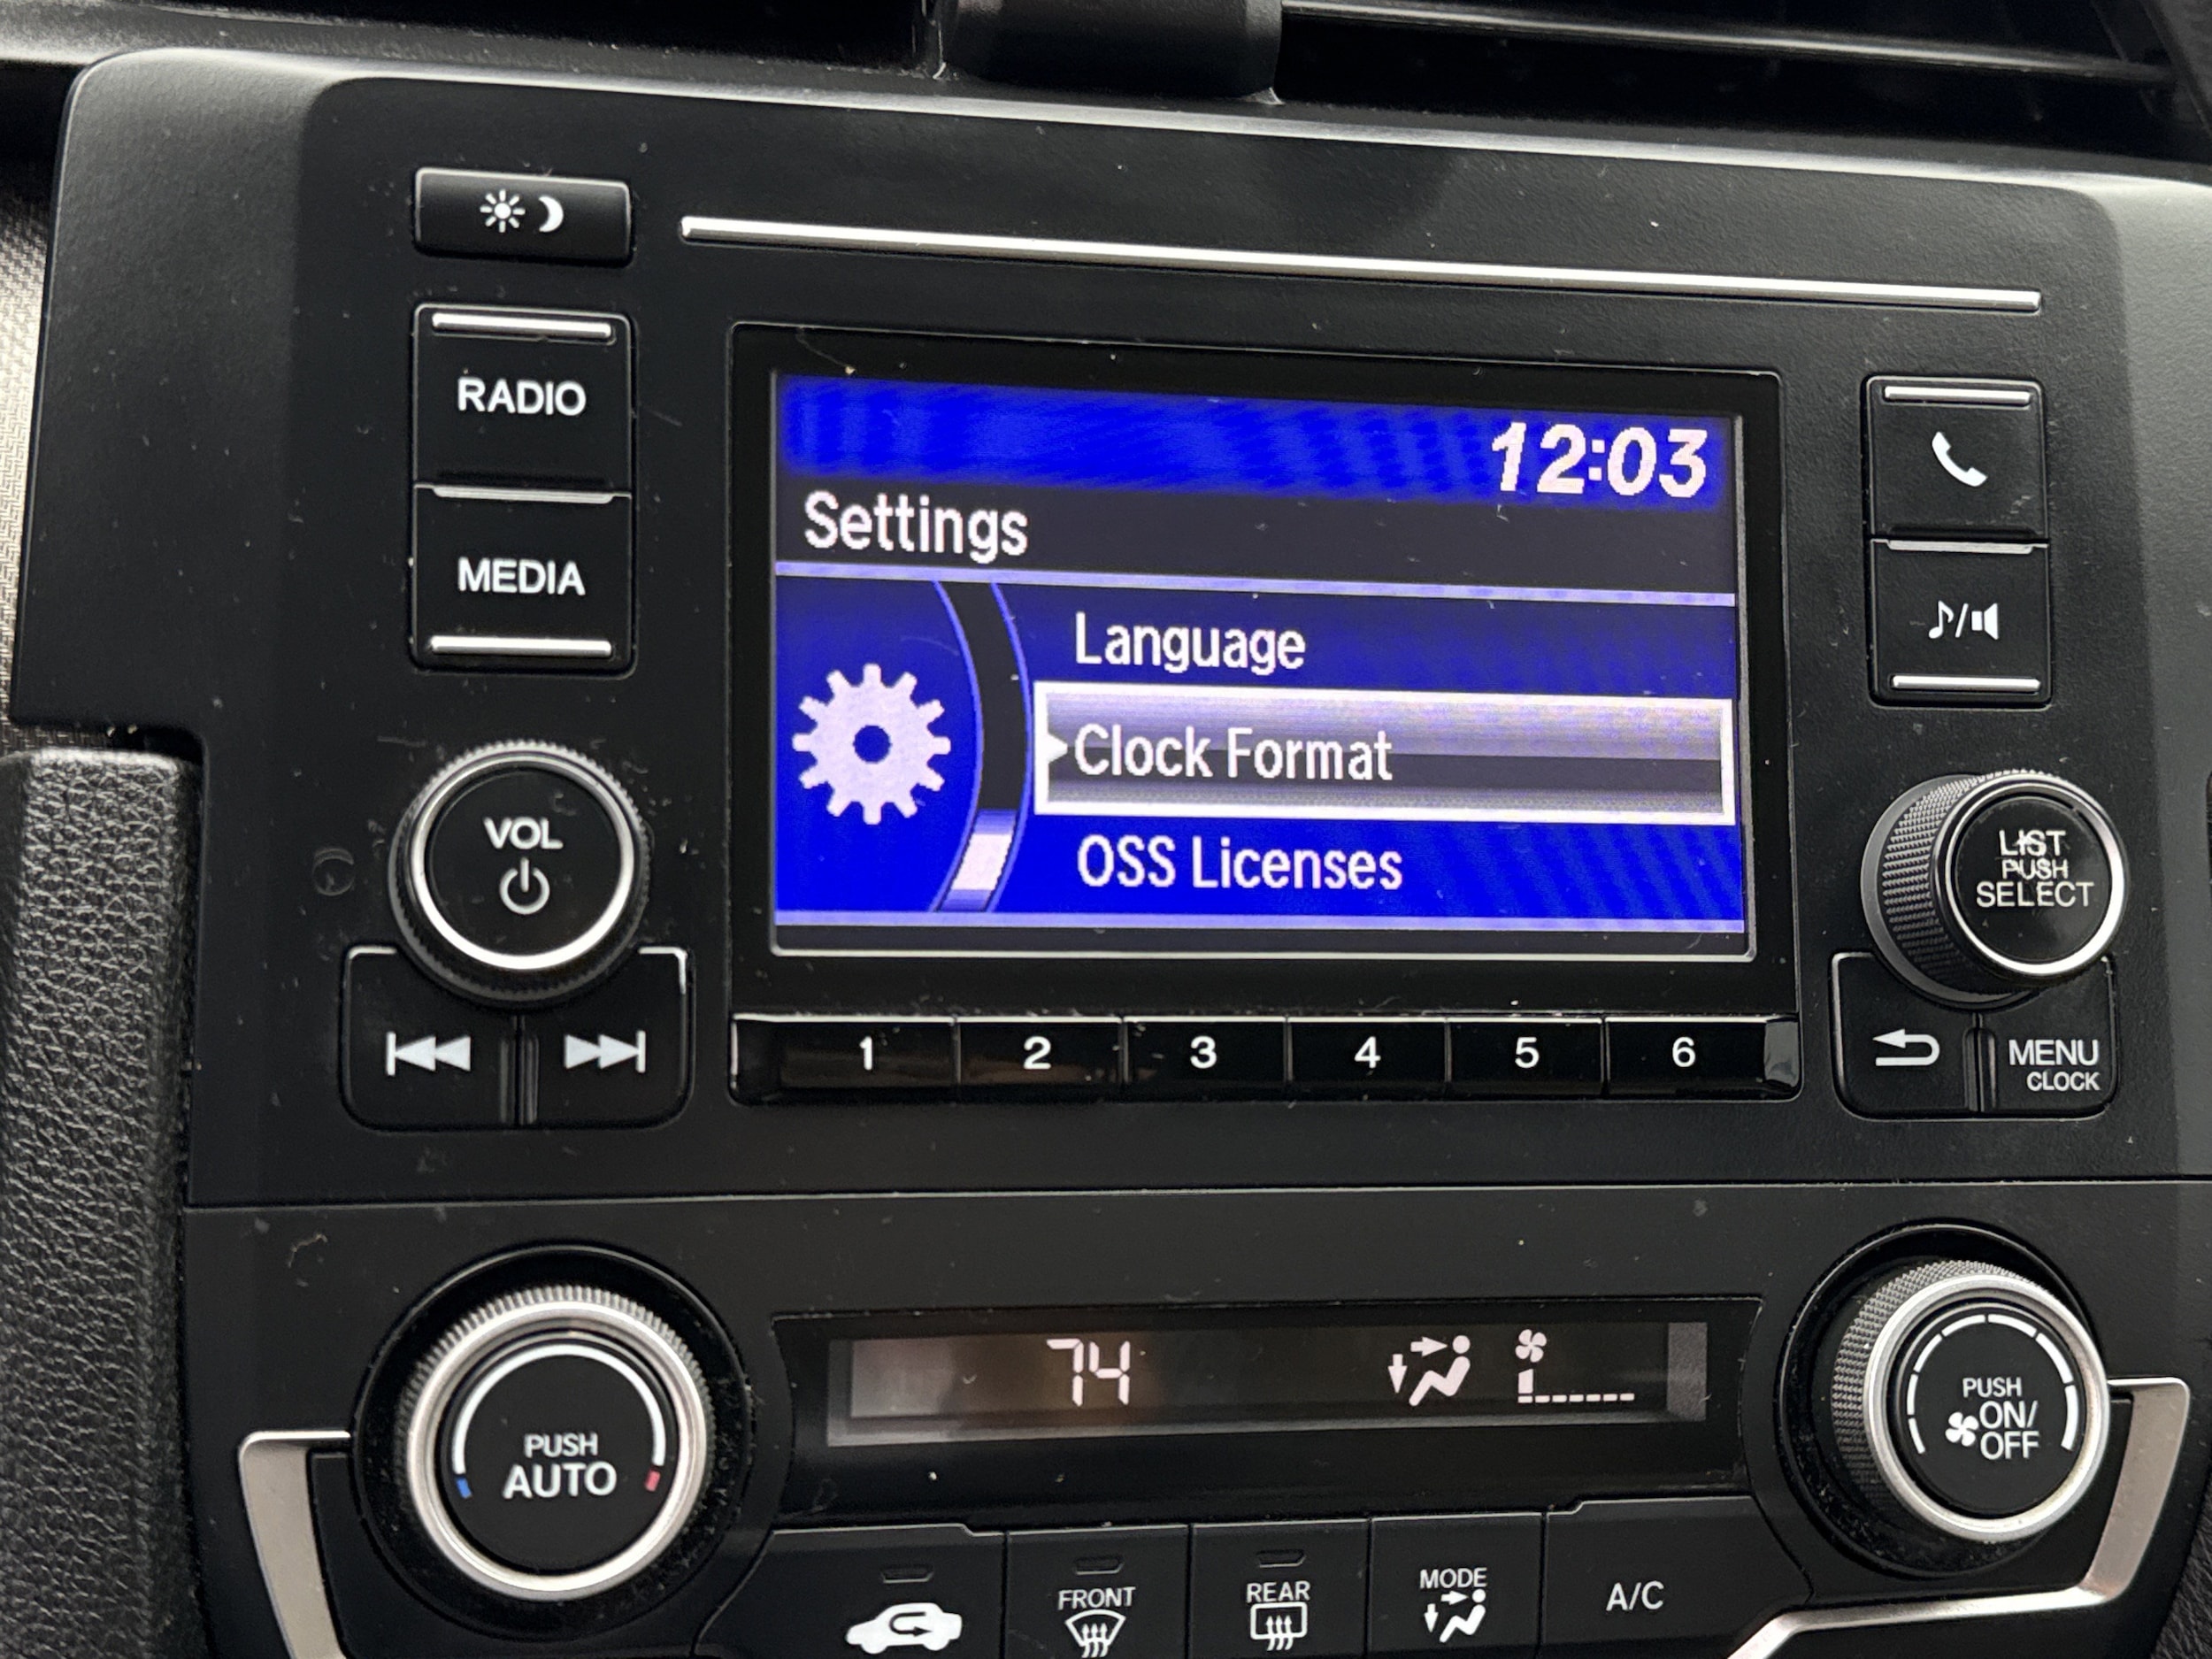 RADIO
MEDIA
VOL
12:03
Settings
Language
Clock Format
OSS Licenses
1 2 3 4 5 6
LIST
PUSH
SELECT
MENU
CLOCK
PUSH
AUTO
74
PUSH
ON/
OFF
FRONT
REAR
MODE
A/C